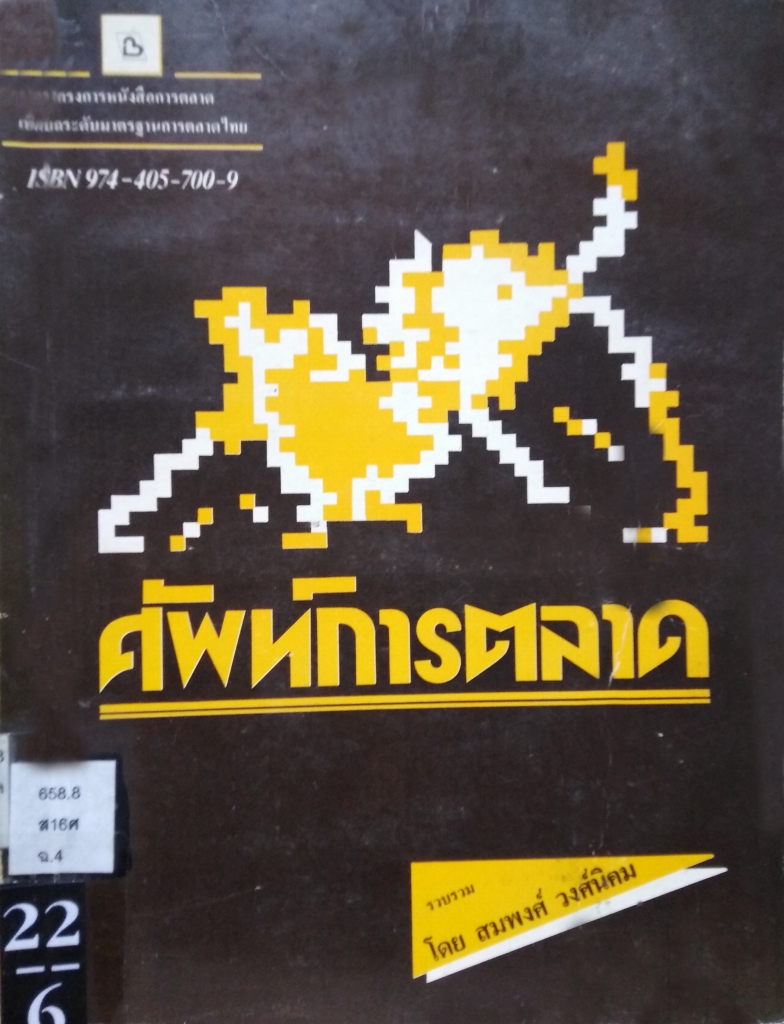 โครงการหนังสือการตลาด
เพื่อยกระดับมาตรฐานการตลาดไทย
ISBN 974-405-700-9
ศัพท์การตลาด
658.8
ส16ศ
ฉ.4
22
6
รวบรวม
โดย สมพงศ์ วงศ์นิคม